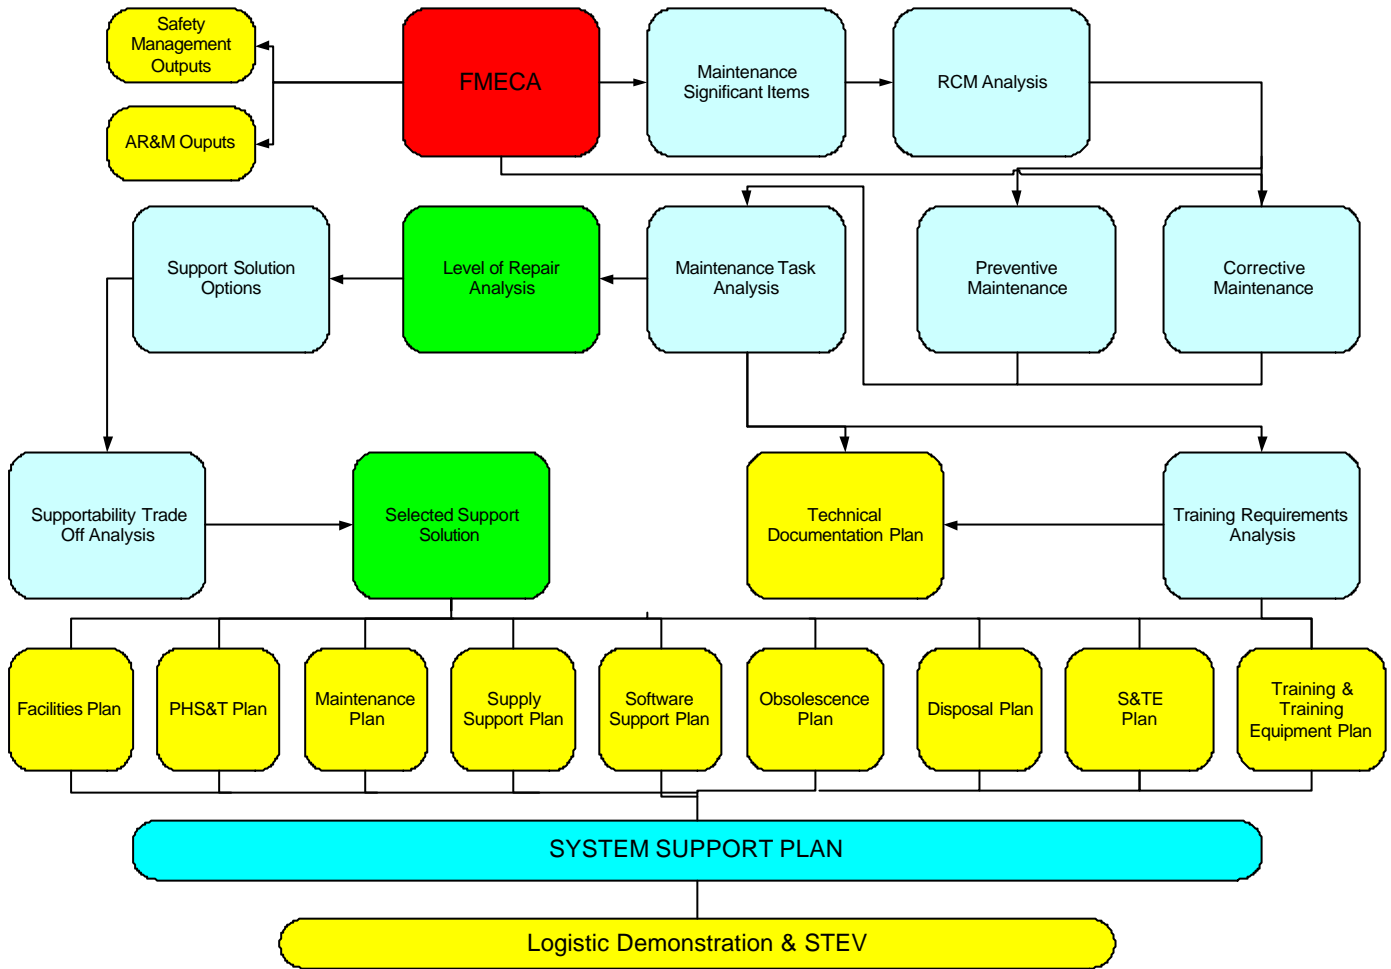 Safety
Management
Outputs
FMECA
Maintenance
Significant Items
RCM Analysis
AR&M Ouputs
Support Solution
Options
Level of Repair
Analysis
Maintenance Task
Analysis
Preventive
Maintenance
Corrective
Maintenance
Supportability Trade
Off Analysis
Selected Support
Solution
Technical
Documentation Plan
Training Requirements
Analysis
Facilities Plan
PHS&T Plan
Maintenance
Plan
Supply
Support Plan
Software
Support Plan
Obsolescence
Plan
Disposal Plan
S&TE
Plan
Training &
Training
Equipment Plan
SYSTEM SUPPORT PLAN
Logistic Demonstration & STEV